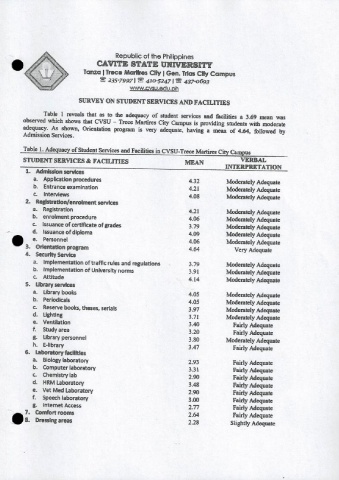 Republic of the Philippines
CAVITE STATE UNIVERSITY
Tanza | Trece Martires City | Gen. Trias City Campus
☎ 235-7997 | ☎ 410-5247 | ☎ 437-0693
www.cvsu.edu.ph
SURVEY ON STUDENT SERVICES AND FACILITIES
Table 1 reveals that as to the adequacy of student services and facilities a 3.69 mean was
observed which shows that CVSU – Trece Martires City Campus is providing students with moderate
adequacy. As shown, Orientation program is very adequate, having a mean of 4.64, followed by
Admission Services.
Table 1. Adequacy of Student Services and Facilities in CVSU-Trece Martires City Campus
STUDENT SERVICES & FACILITIES MEAN VERBAL INTERPRETATION
1. Admission services
a. Application procedures 4.32 Moderately Adequate
b. Entrance examination 4.21 Moderately Adequate
c. Interviews 4.08 Moderately Adequate
2. Registration/enrolment services
a. Registration 4.21 Moderately Adequate
b. enrolment procedure 4.06 Moderately Adequate
c. issuance of certificate of grades 3.79 Moderately Adequate
d. issuance of diploma 4.09 Moderately Adequate
e. Personnel 4.06 Moderately Adequate
3. Orientation program 4.64 Very Adequate
4. Security Service
a. Implementation of traffic rules and regulations 3.79 Moderately Adequate
b. Implementation of University norms 3.91 Moderately Adequate
c. Attitude 4.14 Moderately Adequate
5. Library services
a. Library books 4.05 Moderately Adequate
b. Periodicals 4.05 Moderately Adequate
c. Reserve books, theses, serials 3.97 Moderately Adequate
d. Lighting 3.71 Moderately Adequate
e. Ventilation 3.40 Fairly Adequate
f. Study area 3.20 Fairly Adequate
g. Library personnel 3.80 Moderately Adequate
h. E-library 3.47 Fairly Adequate
6. Laboratory facilities
a. Biology laboratory 2.93 Fairly Adequate
b. Computer laboratory 3.31 Fairly Adequate
c. Chemistry lab 2.90 Fairly Adequate
d. HRM Laboratory 3.48 Fairly Adequate
e. Vet Med Laboratory 2.90 Fairly Adequate
f. Speech laboratory 3.00 Fairly Adequate
g. Internet Access 2.77 Fairly Adequate
7. Comfort rooms 2.64 Fairly Adequate
8. Dressing areas 2.28 Slightly Adequate